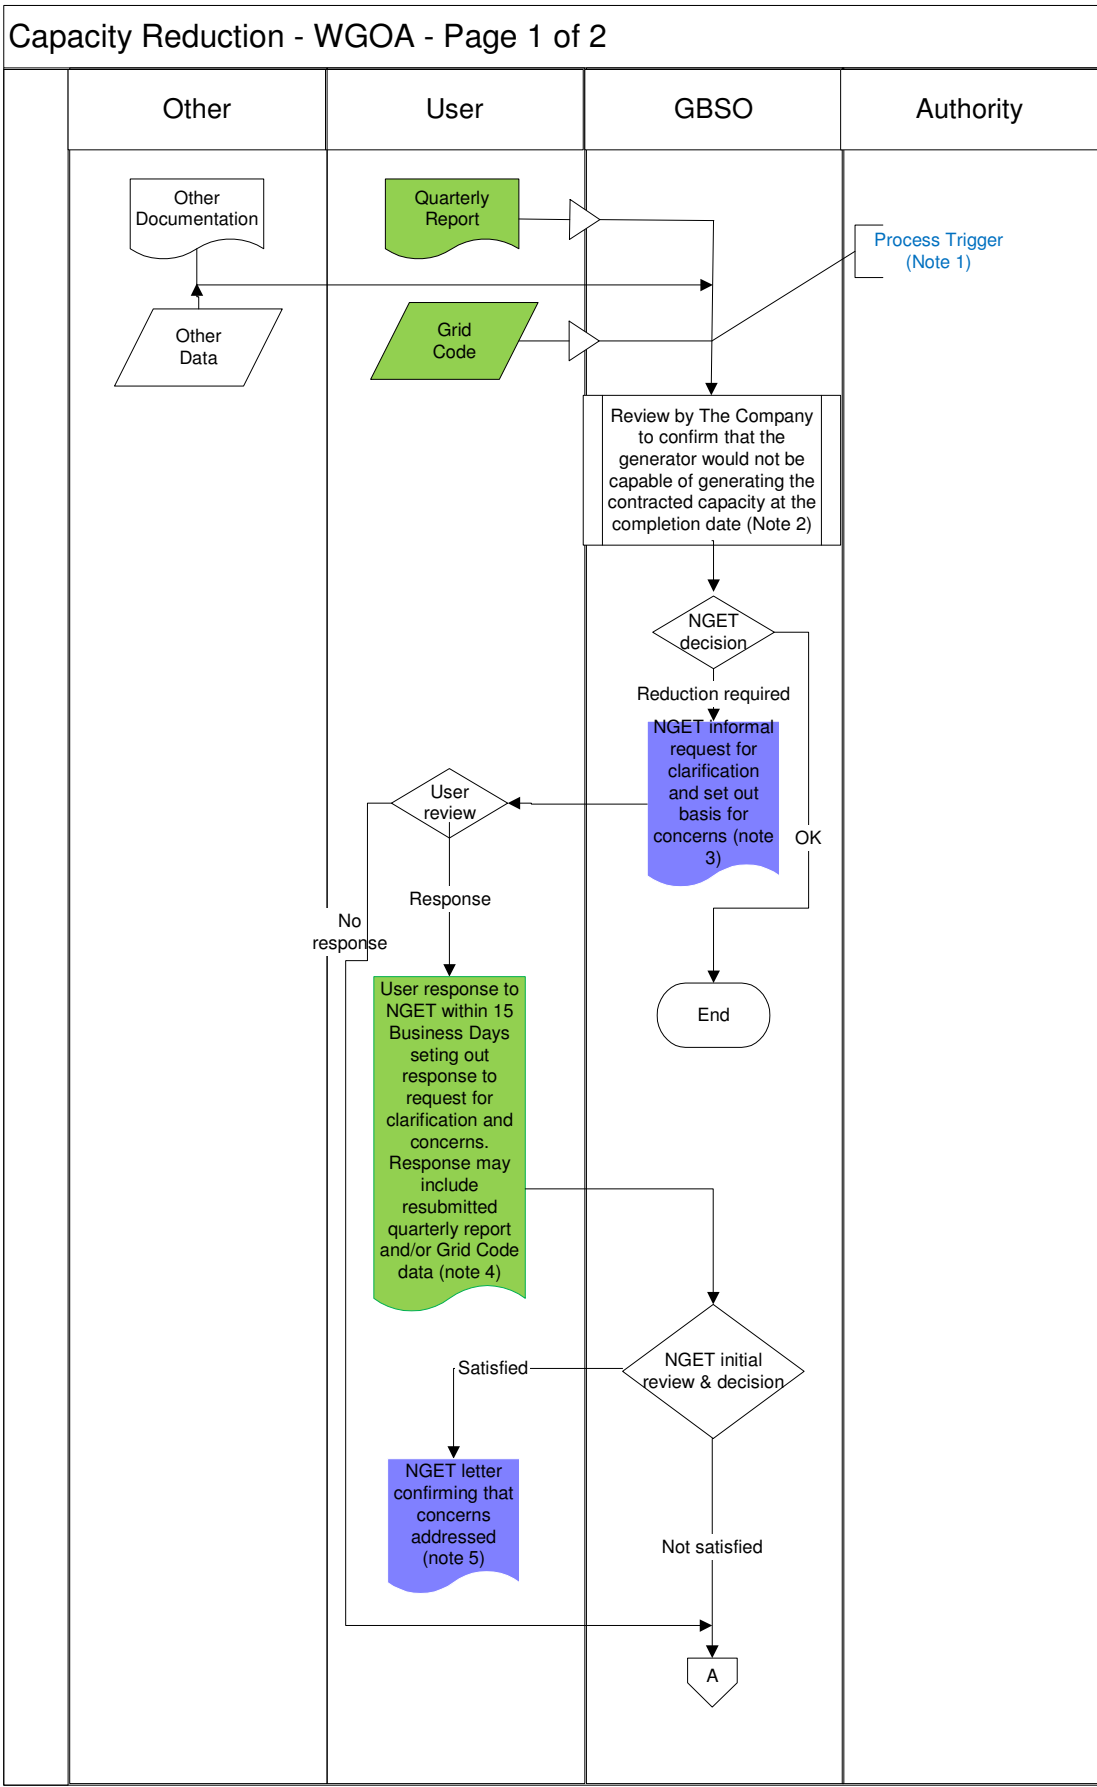 Capacity Reduction - WGOA - Page 1 of 2
Other
User
GBSO
Authority
Other
Documentation
Quarterly
Report
Process Trigger
(Note 1)
Other
Data
Grid
Code
Review by The Company
to confirm that the
generator would not be
capable of generating the
contracted capacity at the
completion date (Note 2)
NGET
decision
Reduction required
NGET informal
request for
clarification
and set out
basis for
concerns (note
3)
OK
User
review
Response
No
response
End
User response to
NGET within 15
Business Days
seting out
response to
request for
clarification and
concerns.
Response may
include
resubmitted
quarterly report
and/or Grid Code
data (note 4)
NGET initial
review & decision
Satisfied
NGET letter
confirming that
concerns
addressed
(note 5)
Not satisfied
A